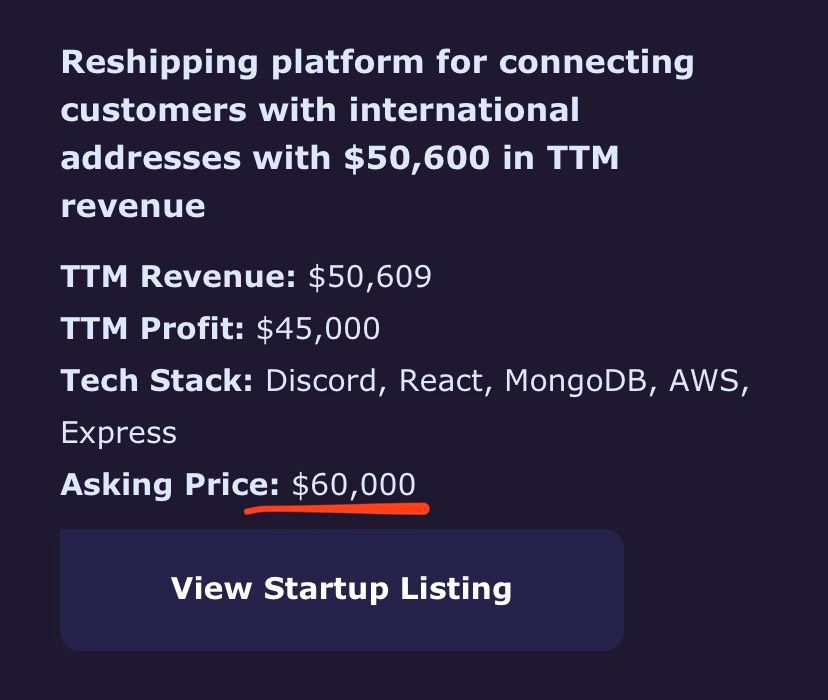 Reshipping platform for connecting
customers with international
addresses with $50,600 in TTM
revenue
TTM Revenue: $50,609
TTM Profit: $45,000
Tech Stack: Discord, React, MongoDB, AWS,
Express
Asking Price: $60,000
View Startup Listing